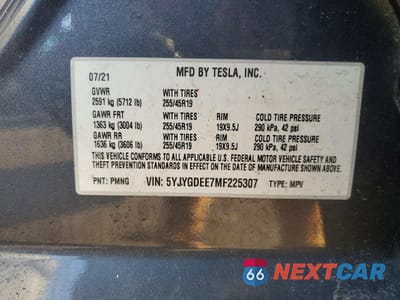 07/21 MFD BY TESLA, INC.
GVWR WITH TIRES
2591 kg (5712 lb) 255/45R19
GAWR FRT WITH TIRES RIM COLD TIRE PRESSURE
1363 kg (3004 lb) 255/45R19 19X9.5J 290 kPa, 42 psi
GAWR RR WITH TIRES RIM COLD TIRE PRESSURE
1636 kg (3606 lb) 255/45R19 19X9.5J 290 kPa, 42 psi
THIS VEHICLE CONFORMS TO ALL APPLICABLE U.S. FEDERAL MOTOR VEHICLE SAFETY AND
THEFT PREVENTION STANDARDS IN EFFECT ON THE DATE OF MANUFACTURE SHOWN ABOVE.
PNT: PMNG VIN: 5YJYGDEE7MF225307 TYPE: MPV
66 NEXTCAR